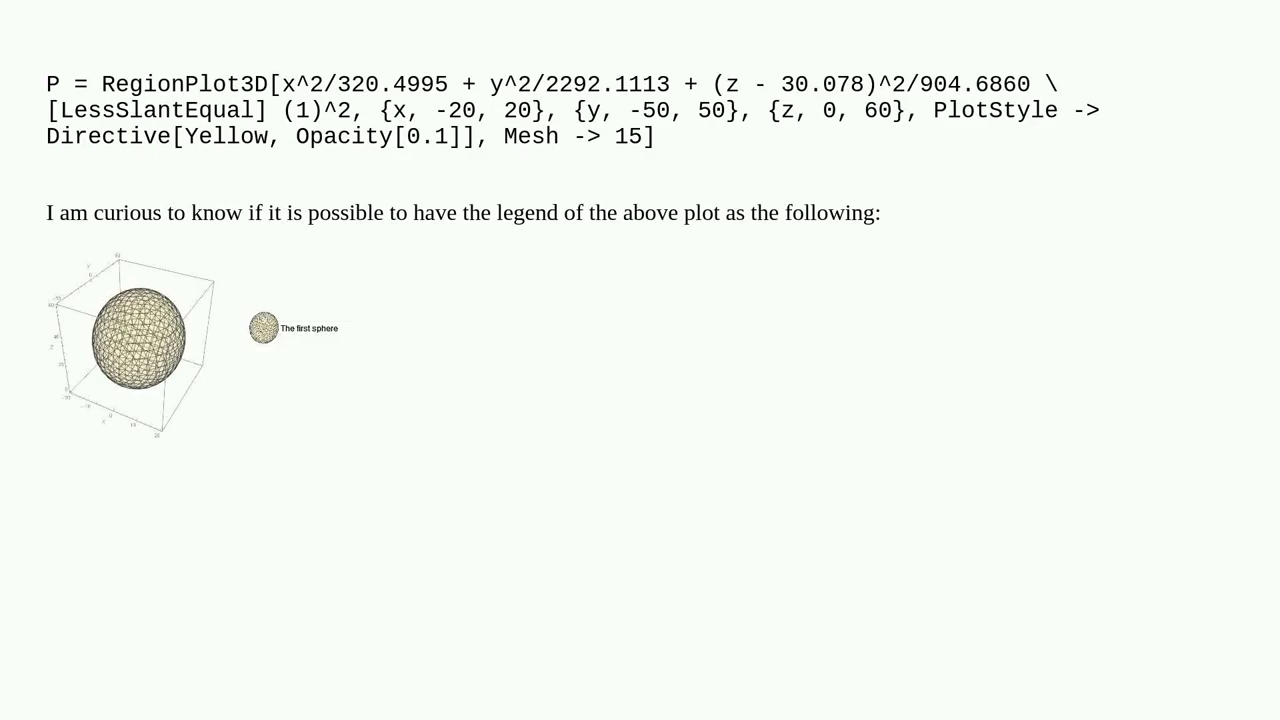 P = RegionPlot3D[x^2/320.4995 + y^2/2292.1113 + (z - 30.078)^2/904.6860 \
[LessSlantEqual] (1)^2, {x, -20, 20}, {y, -50, 50}, {z, 0, 60}, PlotStyle ->
Directive[Yellow, Opacity[0.1]], Mesh -> 15]
I am curious to know if it is possible to have the legend of the above plot as the following:
The first sphere